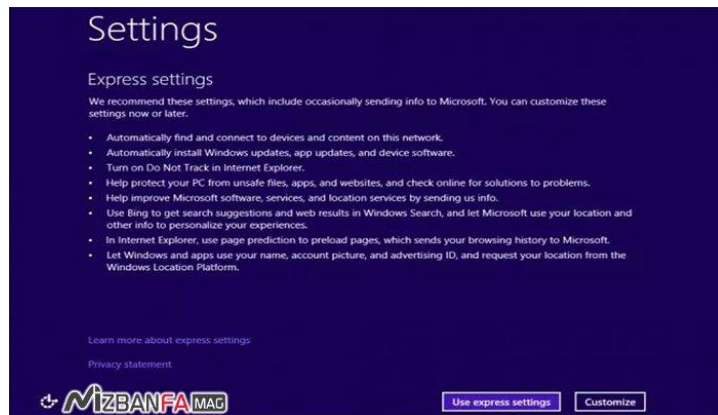 Settings
Express settings
We recommend these settings, which include occasionally sending info to Microsoft. You can customize these
settings now or later.
• Automatically find and connect to devices and content on this network.
• Automatically install Windows updates, app updates, and device software.
• Turn on Do Not Track in Internet Explorer.
• Help protect your PC from unsafe files, apps, and websites, and check online for solutions to problems.
• Help improve Microsoft software, services, and location services by sending us info.
• Use Bing to get search suggestions and web results in Windows Search, and let Microsoft use your location and
other info to personalize your experiences.
• In Internet Explorer, use page prediction to preload pages, which sends your browsing history to Microsoft.
• Let Windows and apps use your name, account picture, and advertising ID, and request your location from the
Windows Location Platform.
Learn more about express settings
Privacy statement
MIZBANFA MAG
Use express settings
Customize